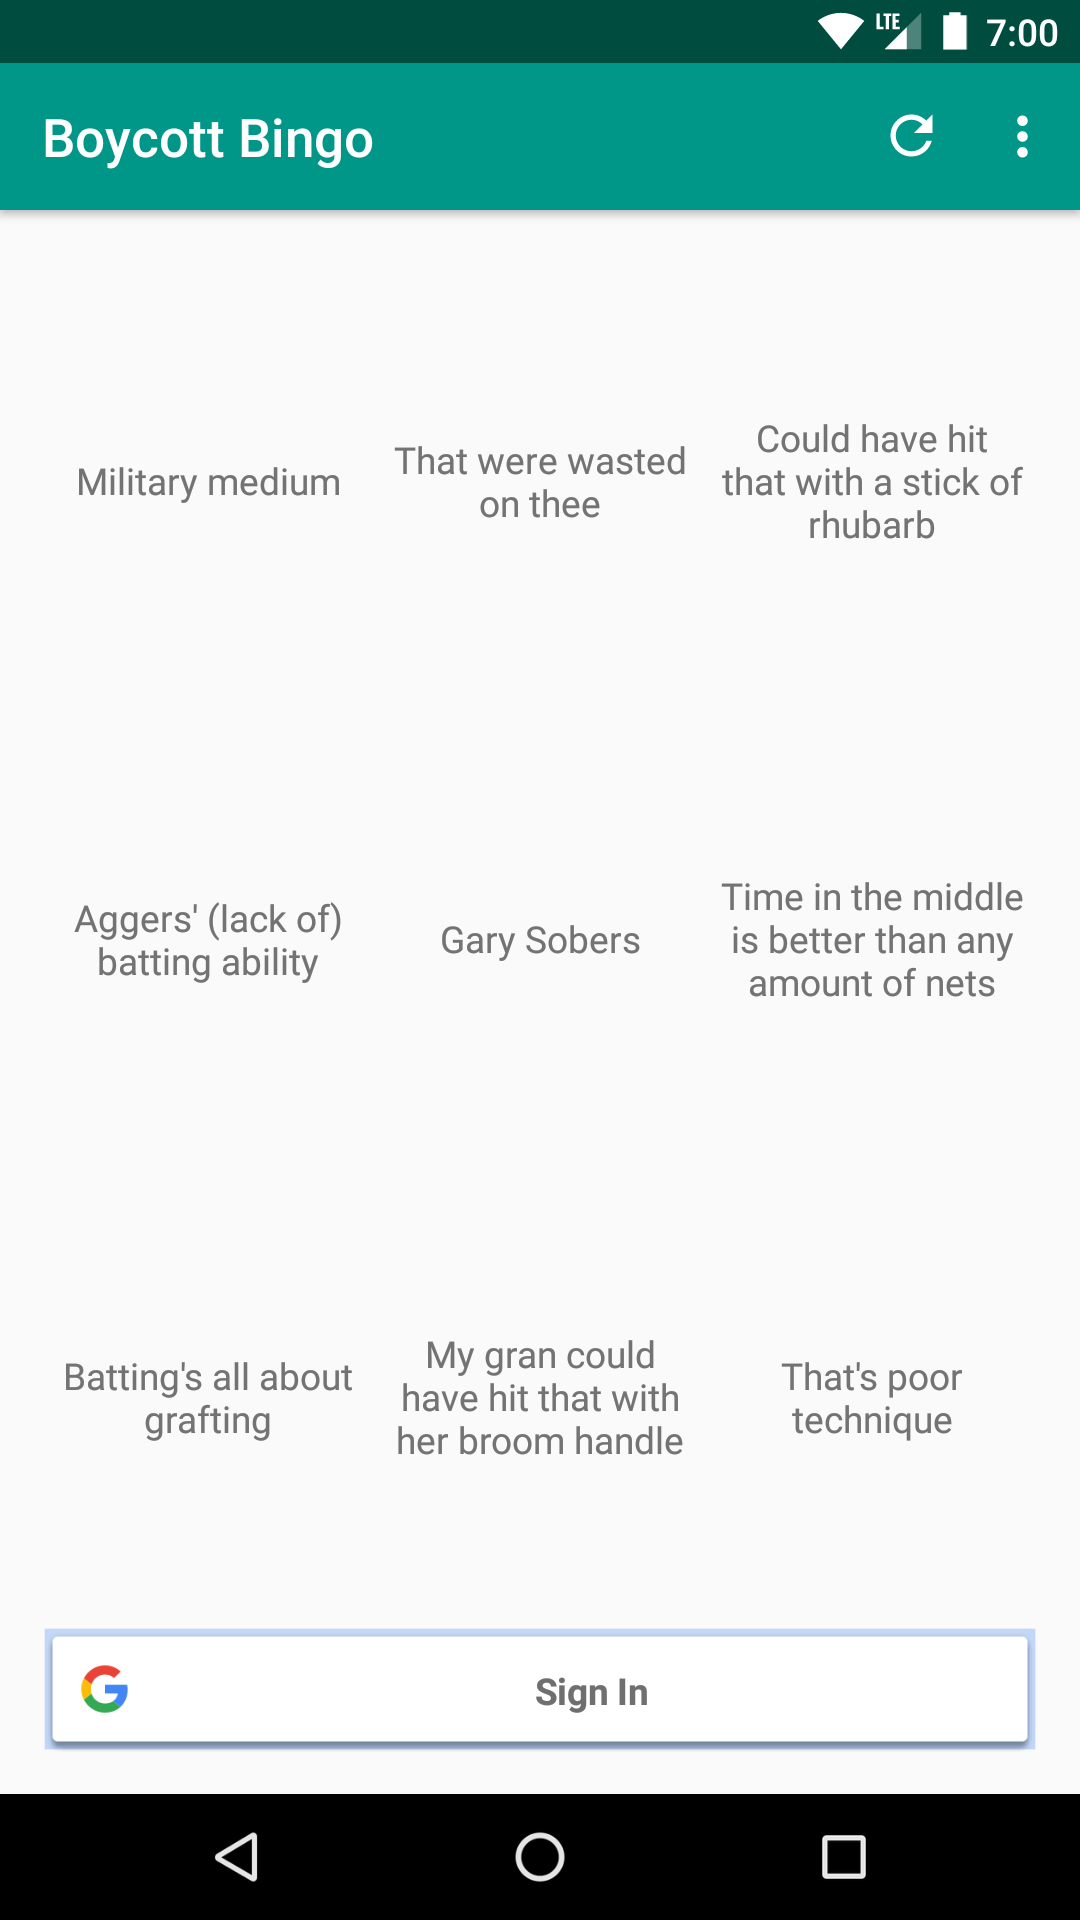 LTE 7:00
Boycott Bingo
Military medium
That were wasted
on thee
Could have hit
that with a stick of
rhubarb
Aggers' (lack of)
batting ability
Gary Sobers
Time in the middle
is better than any
amount of nets
Batting's all about
grafting
My gran could
have hit that with
her broom handle
That's poor
technique
Sign In